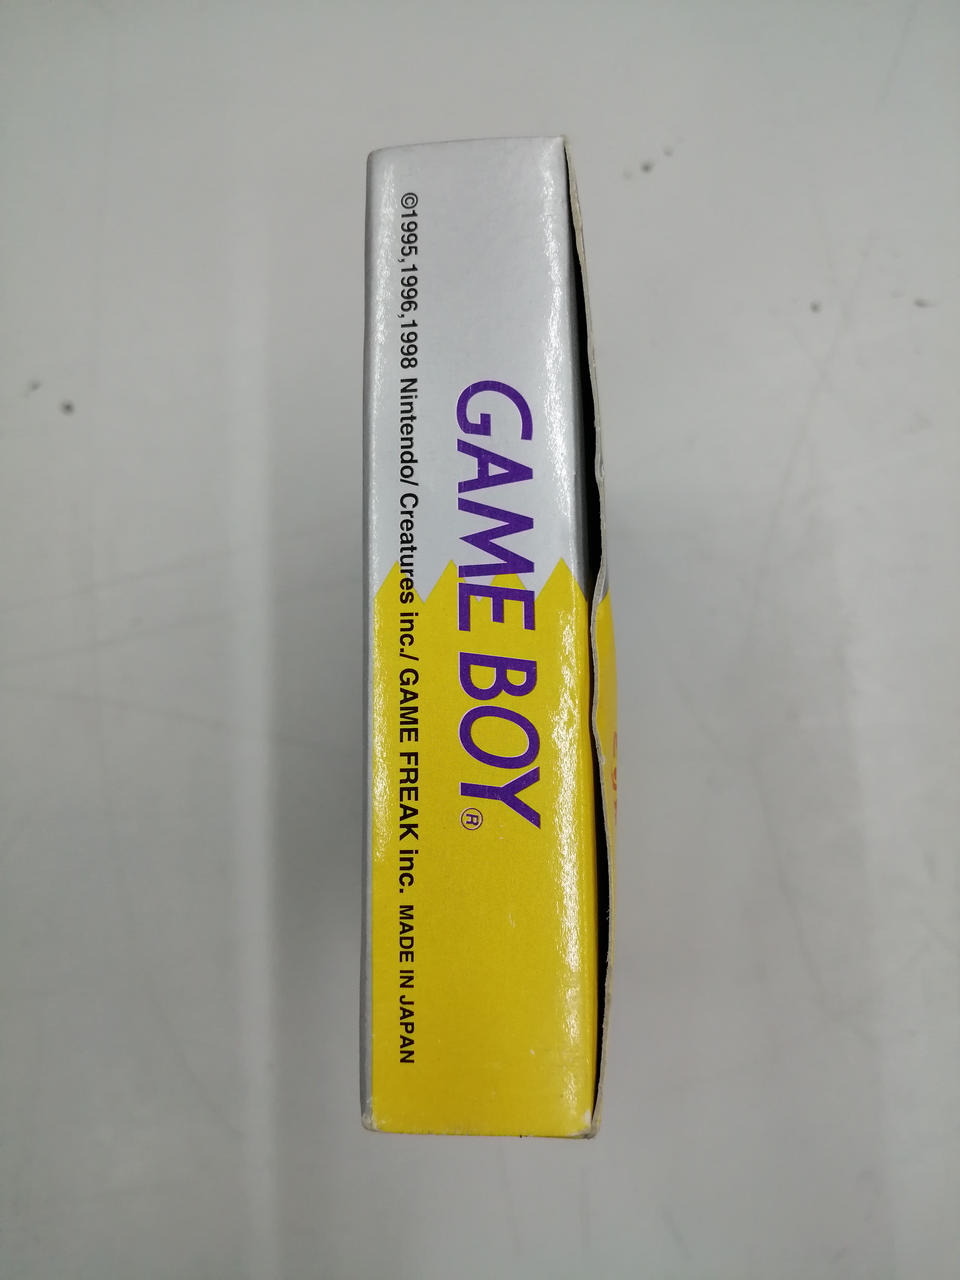 GAME BOY®
©1995,1996,1998 Nintendo/ Creatures inc./ GAME FREAK inc. MADE IN JAPAN